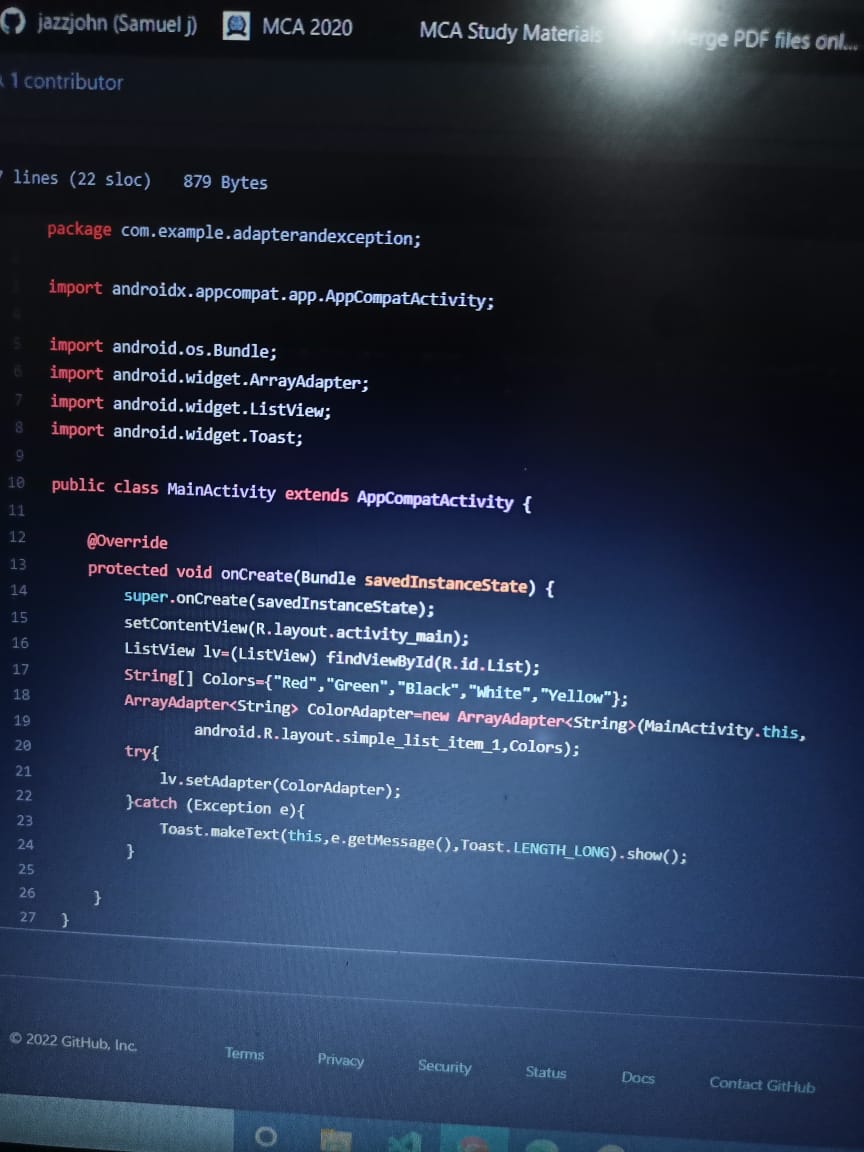 jazzjohn (Samuel j) MCA 2020 MCA Study Materials Merge PDF files onl...
1 contributor
lines (22 sloc) 879 Bytes
package com.example.adapterandexception;
3 import androidx.appcompat.app.AppCompatActivity;
4
5 import android.os.Bundle;
6 import android.widget.ArrayAdapter;
7 import android.widget.ListView;
8 import android.widget.Toast;
9
10 public class MainActivity extends AppCompatActivity {
11
12 @Override
13 protected void onCreate(Bundle savedInstanceState) {
14 super.onCreate(savedInstanceState);
15 setContentView(R.layout.activity_main);
16 ListView lv=(ListView) findViewById(R.id.List);
17 String[] Colors={"Red","Green","Black","White","Yellow"};
18 ArrayAdapter<String> ColorAdapter=new ArrayAdapter<String>(MainActivity.this,
19 android.R.layout.simple_list_item_1,Colors);
20 try{
21 lv.setAdapter(ColorAdapter);
22 }catch (Exception e){
23 Toast.makeText(this,e.getMessage(),Toast.LENGTH_LONG).show();
24 }
25
26 }
27 }
© 2022 GitHub, Inc. Terms Privacy Security Status Docs Contact GitHub